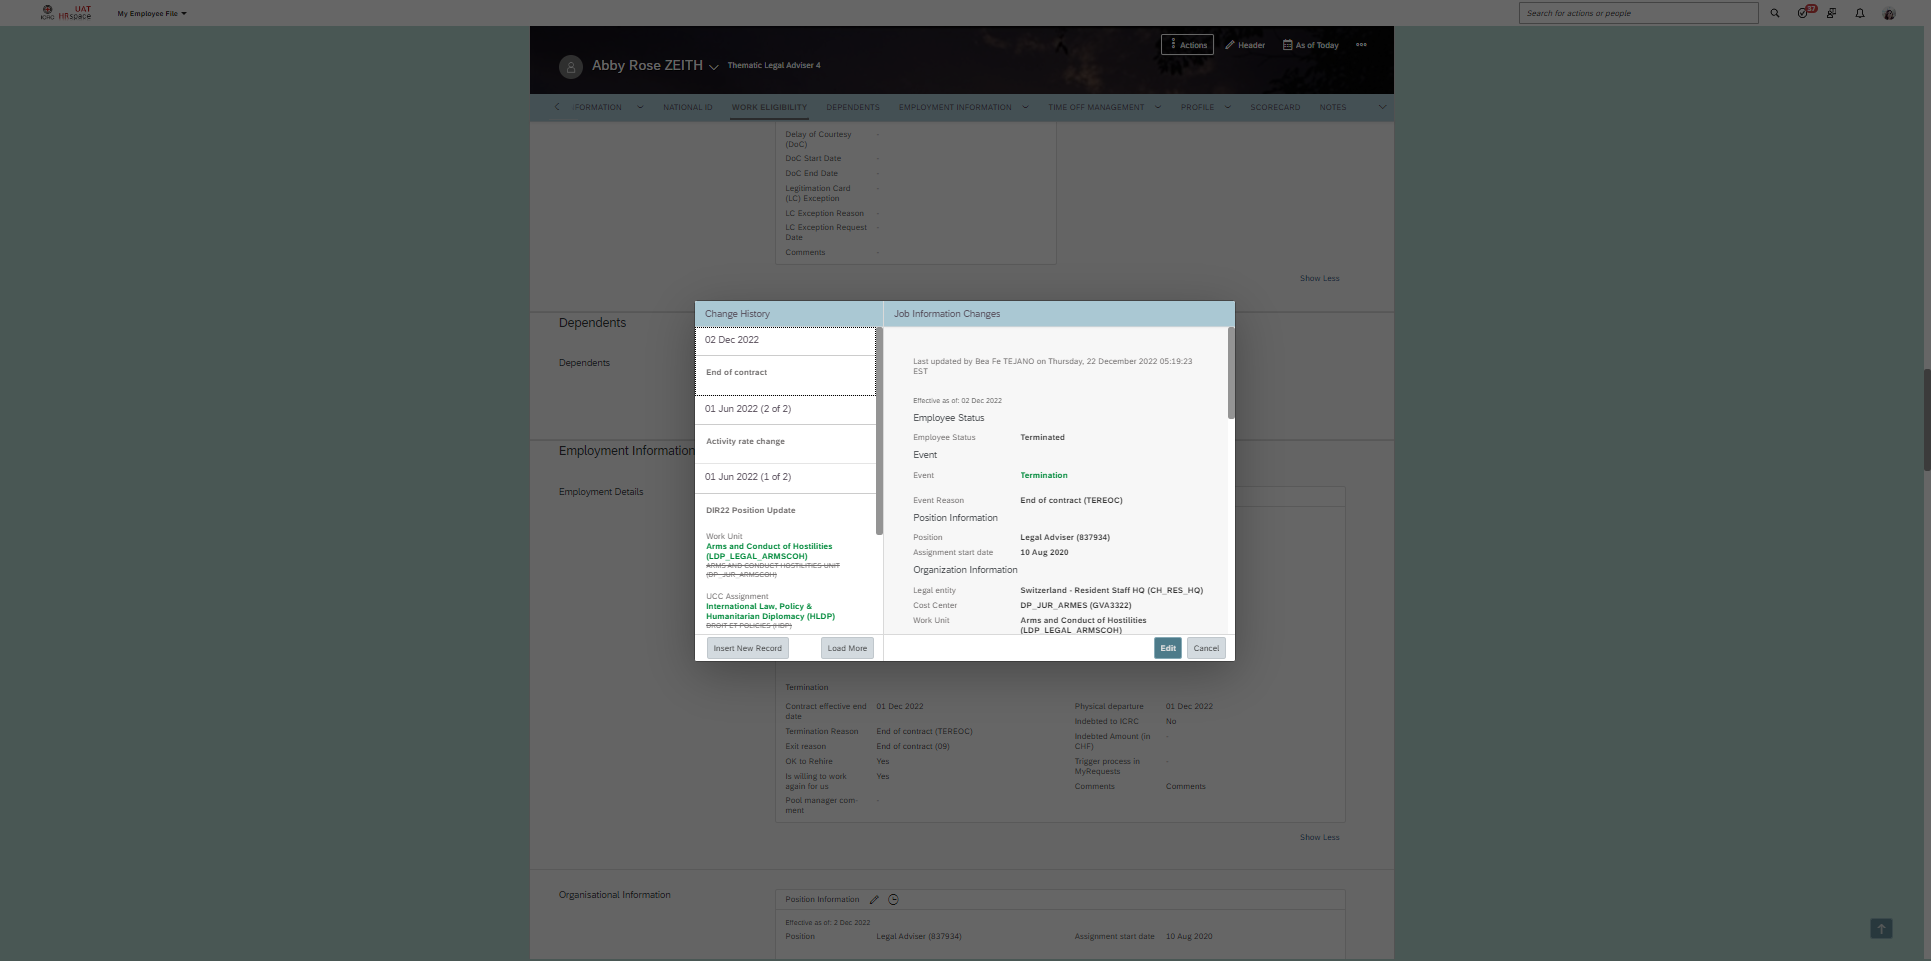 ICRC
UAT
HRspace
My Employee File
Search for actions or people
37
Actions
Header
As of Today
Abby Rose ZEITH
Thematic Legal Adviser 4
FORMATION
NATIONAL ID
WORK ELIGIBILITY
DEPENDENTS
EMPLOYMENT INFORMATION
TIME OFF MANAGEMENT
PROFILE
SCORECARD
NOTES
Delay of Courtesy -
(DoC)
DoC Start Date -
DoC End Date -
Legitimation Card -
(LC) Exception
LC Exception Reason -
LC Exception Request -
Date
Comments -
Show Less
Dependents
Dependents
Employment Information
Employment Details
Change History
02 Dec 2022
End of contract
01 Jun 2022 (2 of 2)
Activity rate change
01 Jun 2022 (1 of 2)
DIR22 Position Update
Work Unit
Arms and Conduct of Hostilities
(LDP_LEGAL_ARMSCOH)
ARMS AND CONDUCT HOSTILITIES UNIT
(DP_JUR_ARMSCOH)
UCC Assignment
International Law, Policy &
Humanitarian Diplomacy (HLDP)
DROIT ET POLICIES (HDP)
Insert New Record
Load More
Job Information Changes
Last updated by Bea Fe TEJANO on Thursday, 22 December 2022 05:19:23
EST
Effective as of: 02 Dec 2022
Employee Status
Employee Status Terminated
Event
Event Termination
Event Reason End of contract (TEREOC)
Position Information
Position Legal Adviser (837934)
Assignment start date 10 Aug 2020
Organization Information
Legal entity Switzerland - Resident Staff HQ (CH_RES_HQ)
Cost Center DP_JUR_ARMES (GVA3322)
Work Unit Arms and Conduct of Hostilities
(LDP_LEGAL_ARMSCOH)
Edit
Cancel
Termination
Contract effective end 01 Dec 2022
date
Termination Reason End of contract (TEREOC)
Exit reason End of contract (09)
OK to Rehire Yes
Is willing to work Yes
again for us
Pool manager com- -
ment
Physical departure 01 Dec 2022
Indebted to ICRC No
Indebted Amount (in -
CHF)
Trigger process in -
MyRequests
Comments Comments
Show Less
Organisational Information
Position Information
Effective as of: 2 Dec 2022
Position Legal Adviser (837934)
Assignment start date 10 Aug 2020